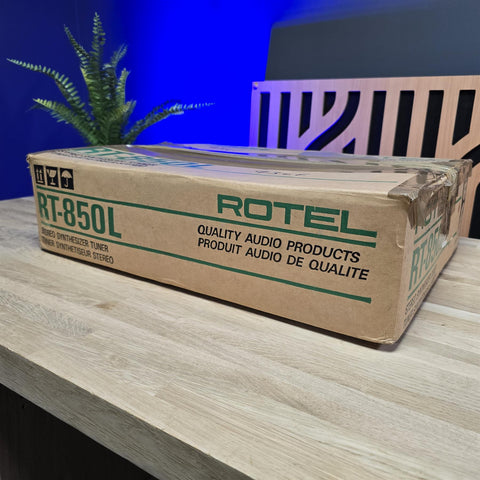 ROTEL
RT-850L
QUALITY AUDIO PRODUCTS
PRODUIT AUDIO DE QUALITE
STEREO SYNTHESIZER TUNER
TUNER SYNTHETISEUR STEREO